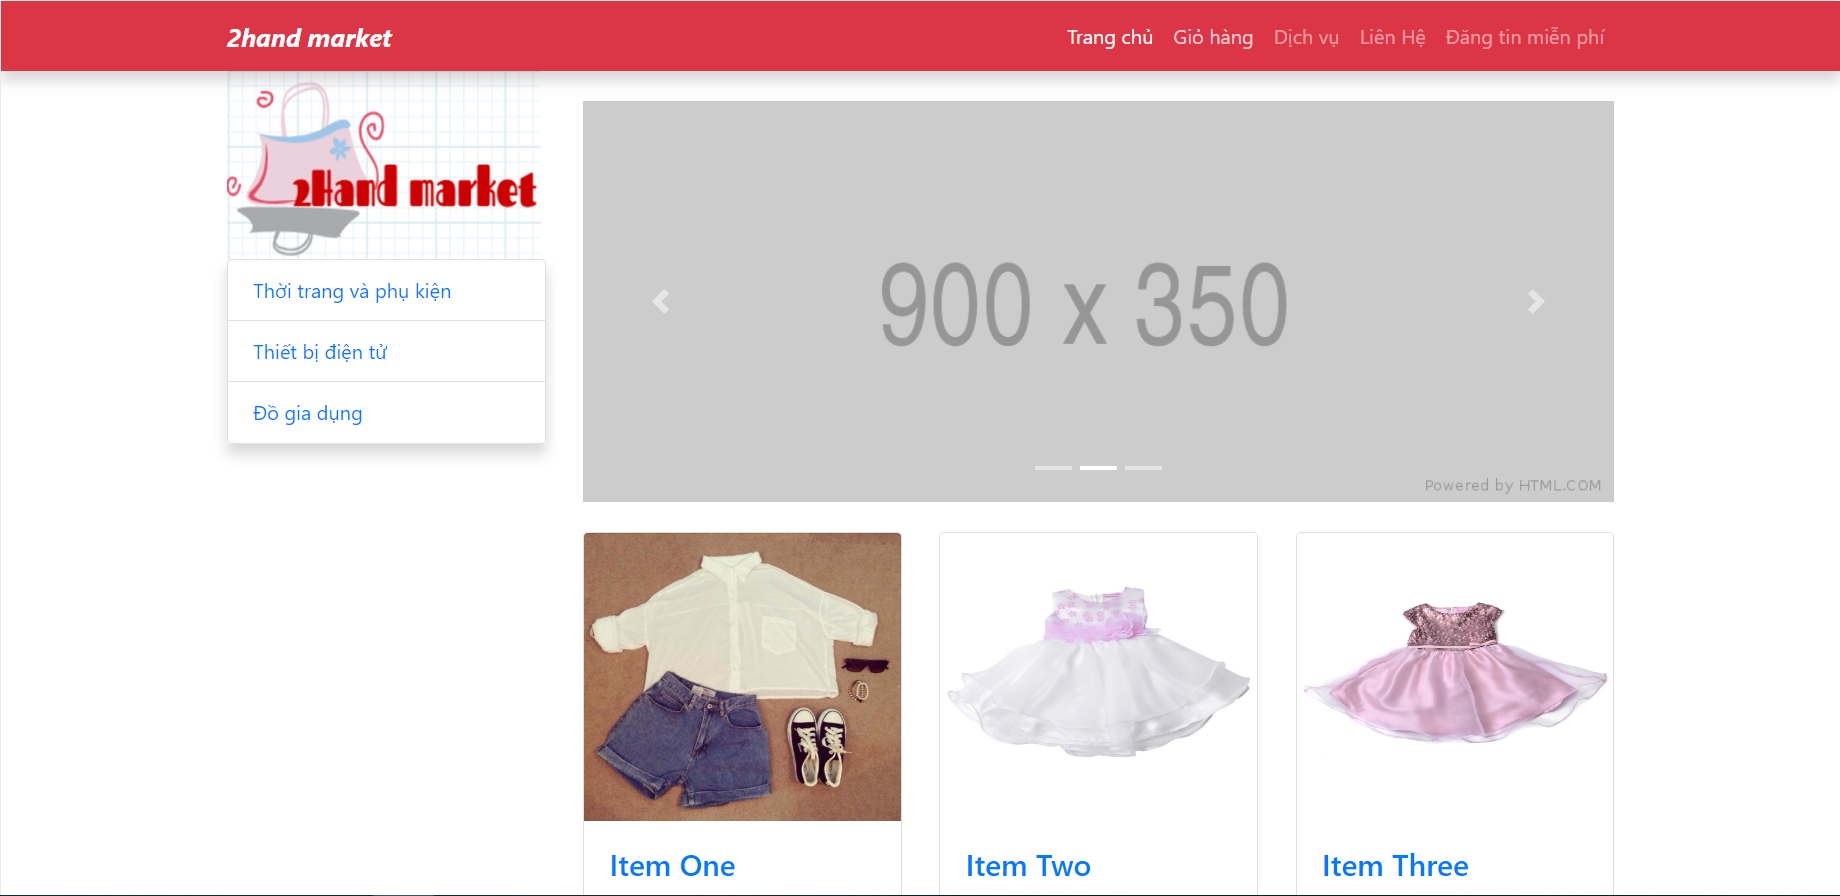 2hand market
Trang chủ Giỏ hàng Dịch vụ Liên Hệ Đăng tin miễn phí
2Hand market
Thời trang và phụ kiện
Thiết bị điện tử
Đồ gia dụng
900 x 350
Powered by HTML.COM
Item One
Item Two
Item Three